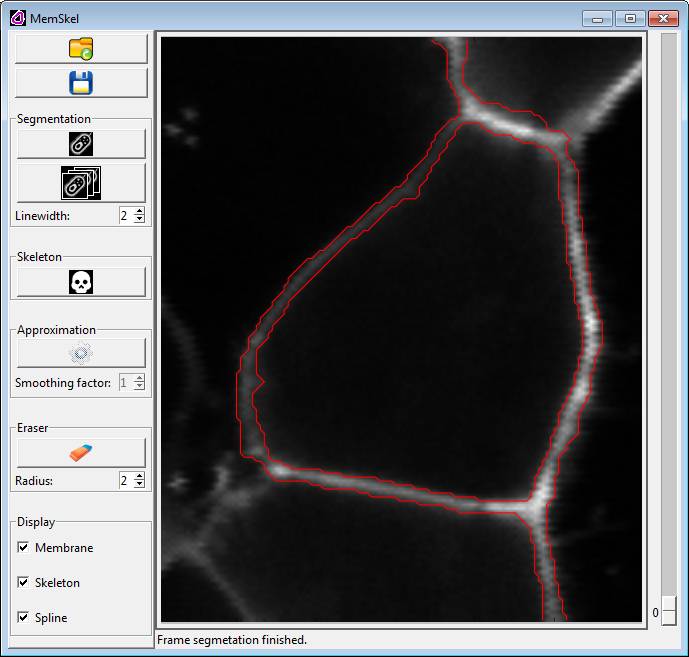 MemSkel
Segmentation
Linewidth: 2
Skeleton
Approximation
Smoothing factor: 1
Eraser
Radius: 2
Display
Membrane
Skeleton
Spline
0
Frame segmetation finished.